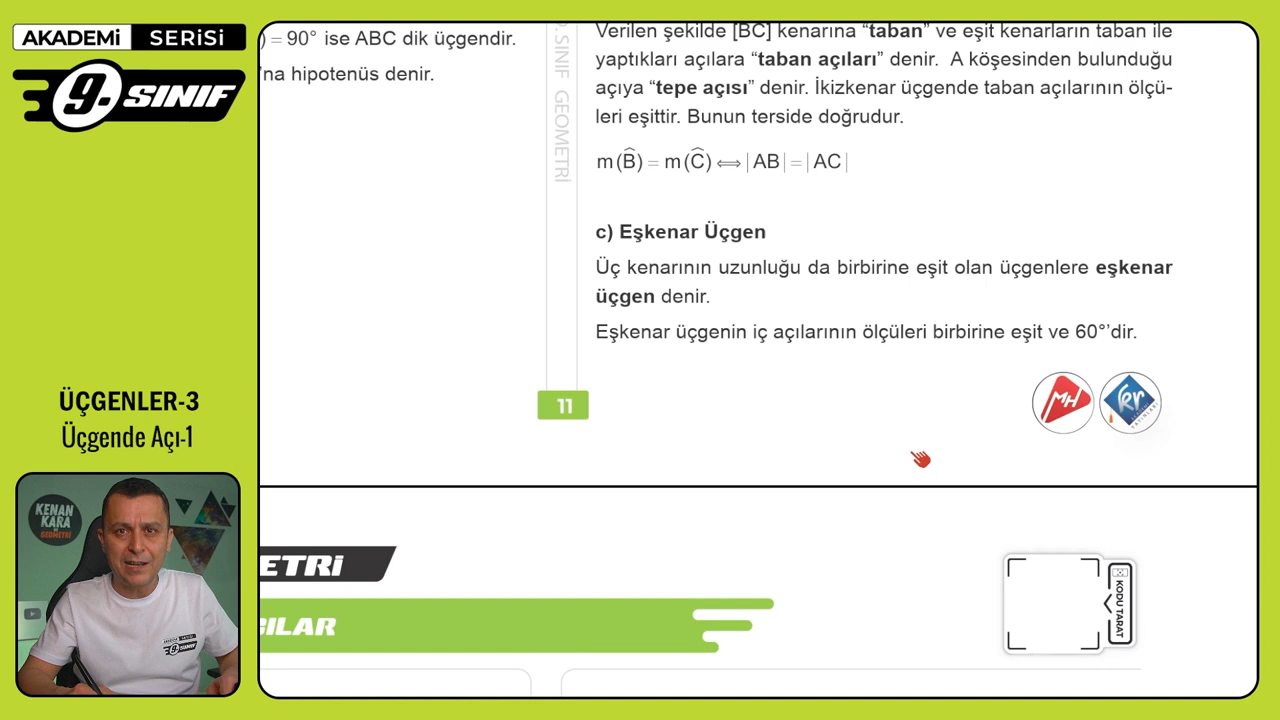 AKADEMİ SERİSİ
9. SINIF
ÜÇGENLER-3
Üçgende Açı-1
KENAN
KARA
GEOMETRİ
) = 90° ise ABC dik üçgendir.
'na hipotenüs denir.
. SINIF GEOMETRİ
11
Verilen şekilde [BC] kenarına “taban” ve eşit kenarların taban ile
yaptıkları açılara “taban açıları” denir. A köşesinden bulunduğu
açıya “tepe açısı” denir. İkizkenar üçgende taban açılarının ölçü-
leri eşittir. Bunun terside doğrudur.
m(B̂) = m(Ĉ) ⟺ |AB| = |AC|
c) Eşkenar Üçgen
Üç kenarının uzunluğu da birbirine eşit olan üçgenlere eşkenar
üçgen denir.
Eşkenar üçgenin iç açılarının ölçüleri birbirine eşit ve 60°’dir.
MH
kr
ETRİ
ILAR
KODU TARAT